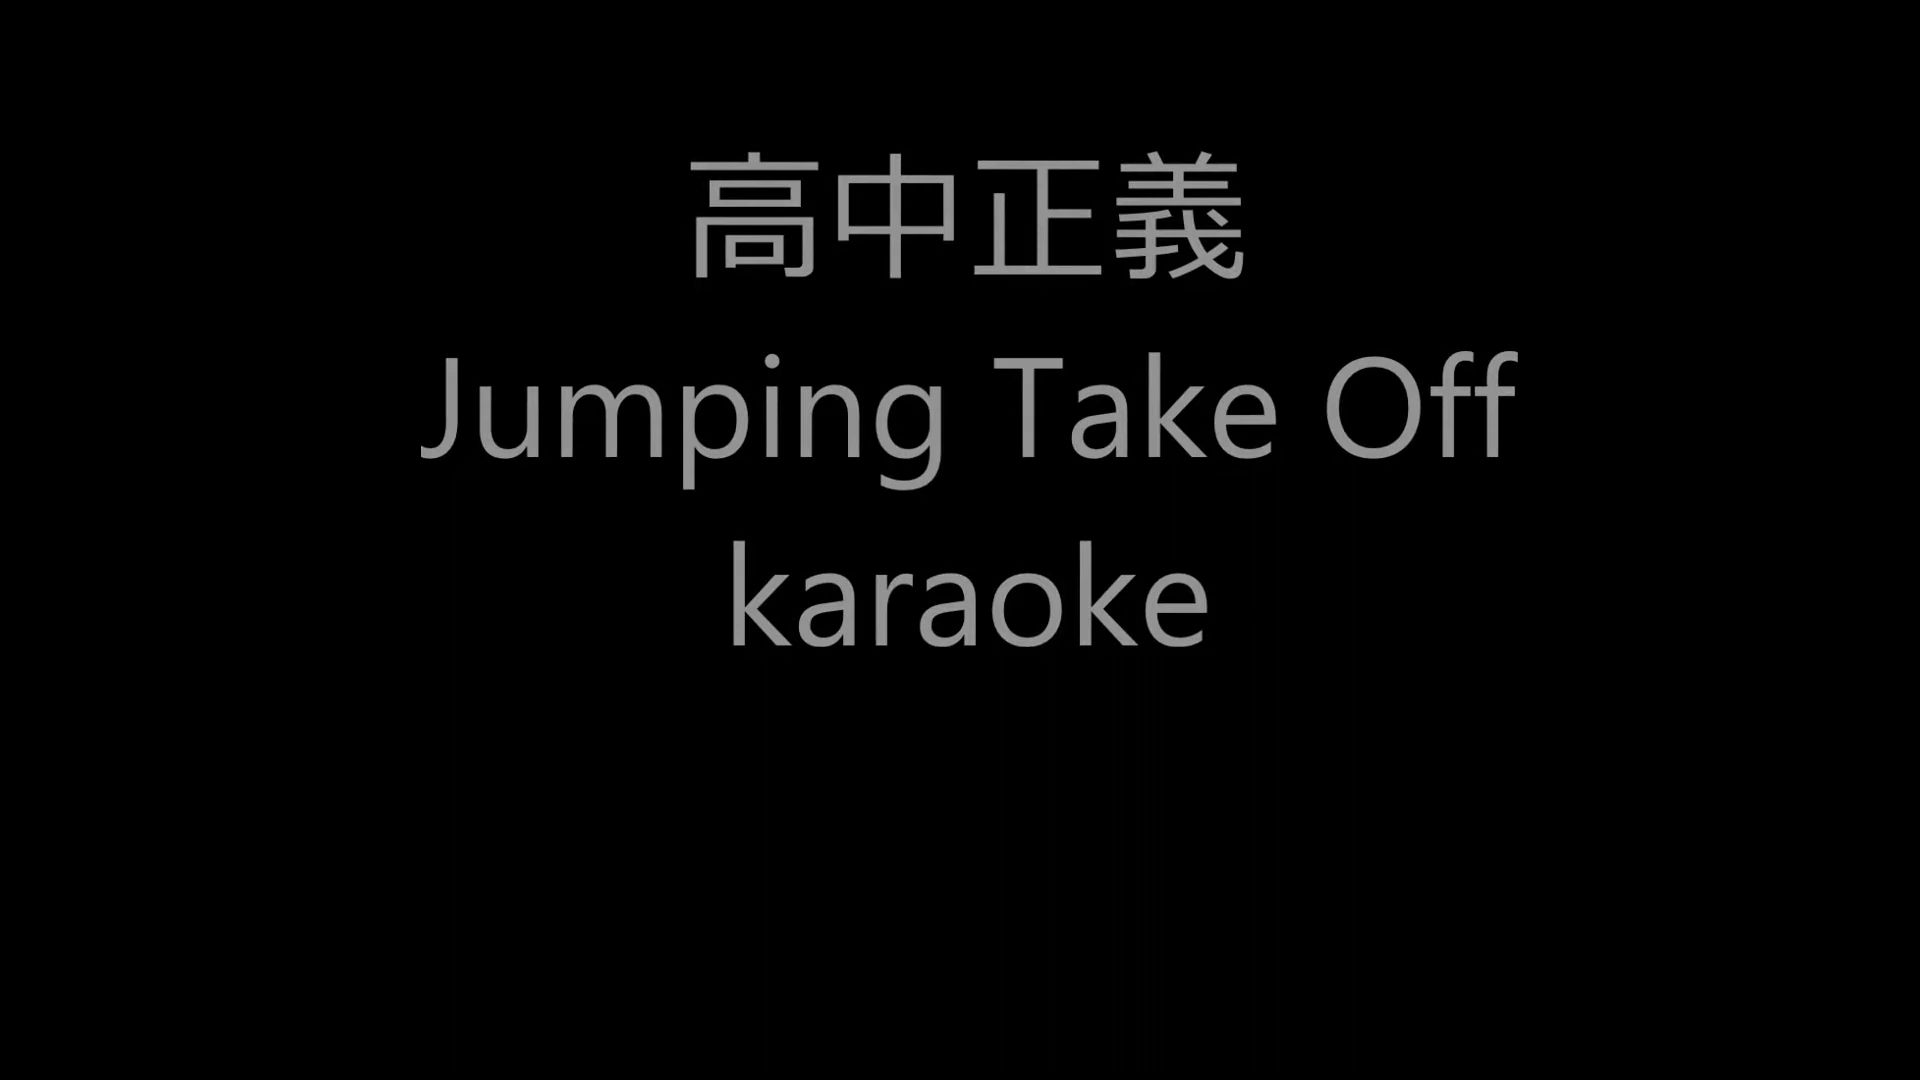 高中正義
Jumping Take Off
karaoke